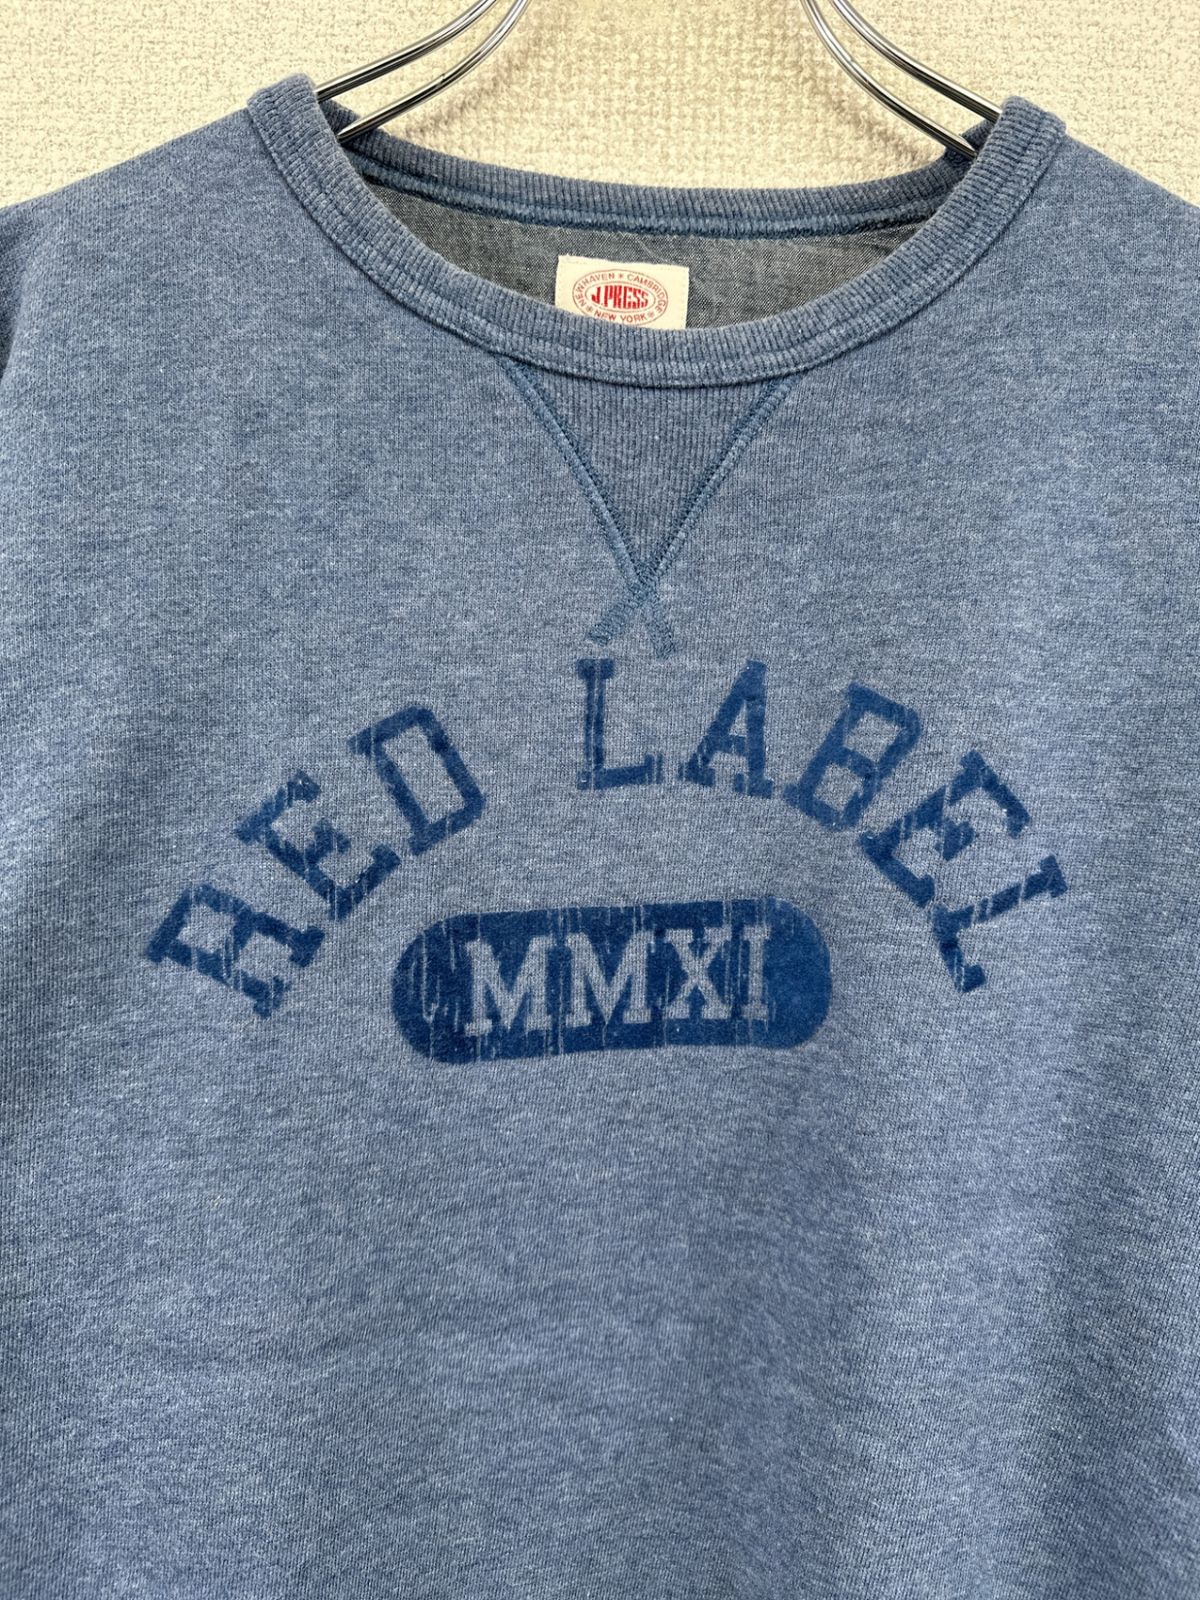 NEW HAVEN * CAMBRIDGE
J.PRESS
* NEW YORK *
RED LABEL
MMXI